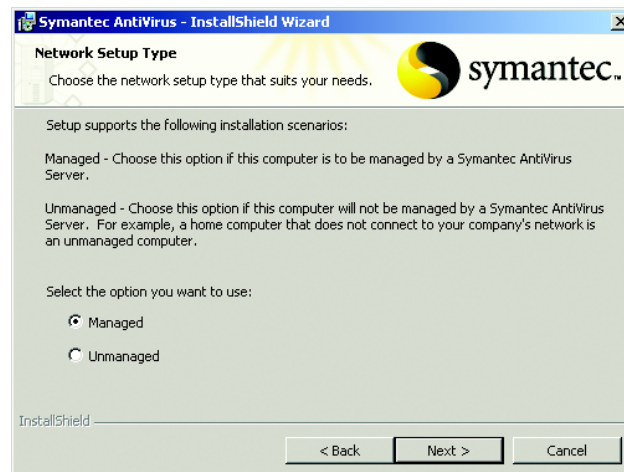 Symantec AntiVirus - InstallShield Wizard
Network Setup Type
Choose the network setup type that suits your needs.
symantec.
Setup supports the following installation scenarios:
Managed - Choose this option if this computer is to be managed by a Symantec AntiVirus
Server.
Unmanaged - Choose this option if this computer will not be managed by a Symantec AntiVirus
Server. For example, a home computer that does not connect to your company's network is
an unmanaged computer.
Select the option you want to use:
Managed
Unmanaged
InstallShield
< Back Next > Cancel